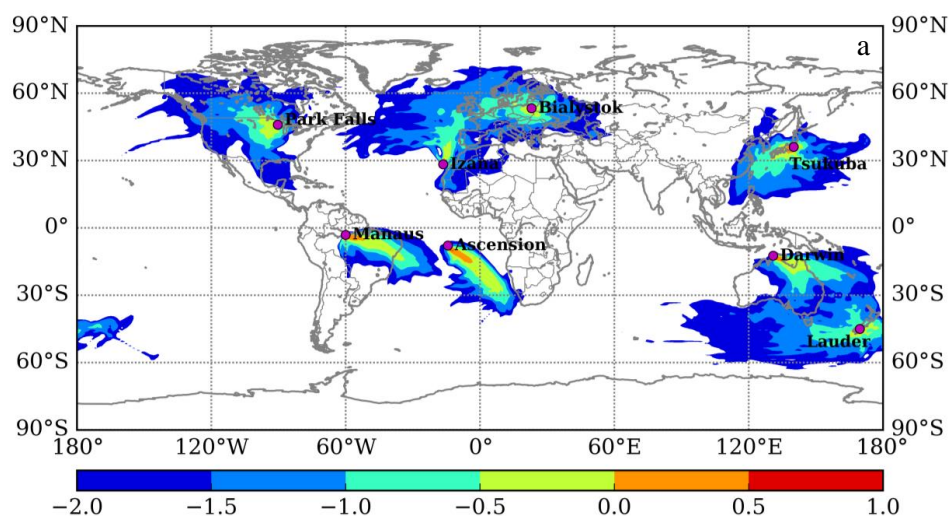 90°N 90°N
a
60°N 60°N
Park Falls Bialystok
30°N Izana Tsukuba 30°N
0° Manaus Ascension 0°
Darwin
30°S 30°S
Lauder
60°S 60°S
90°S 90°S
180° 120°W 60°W 0° 60°E 120°E 180°
−2.0 −1.5 −1.0 −0.5 0.0 0.5 1.0